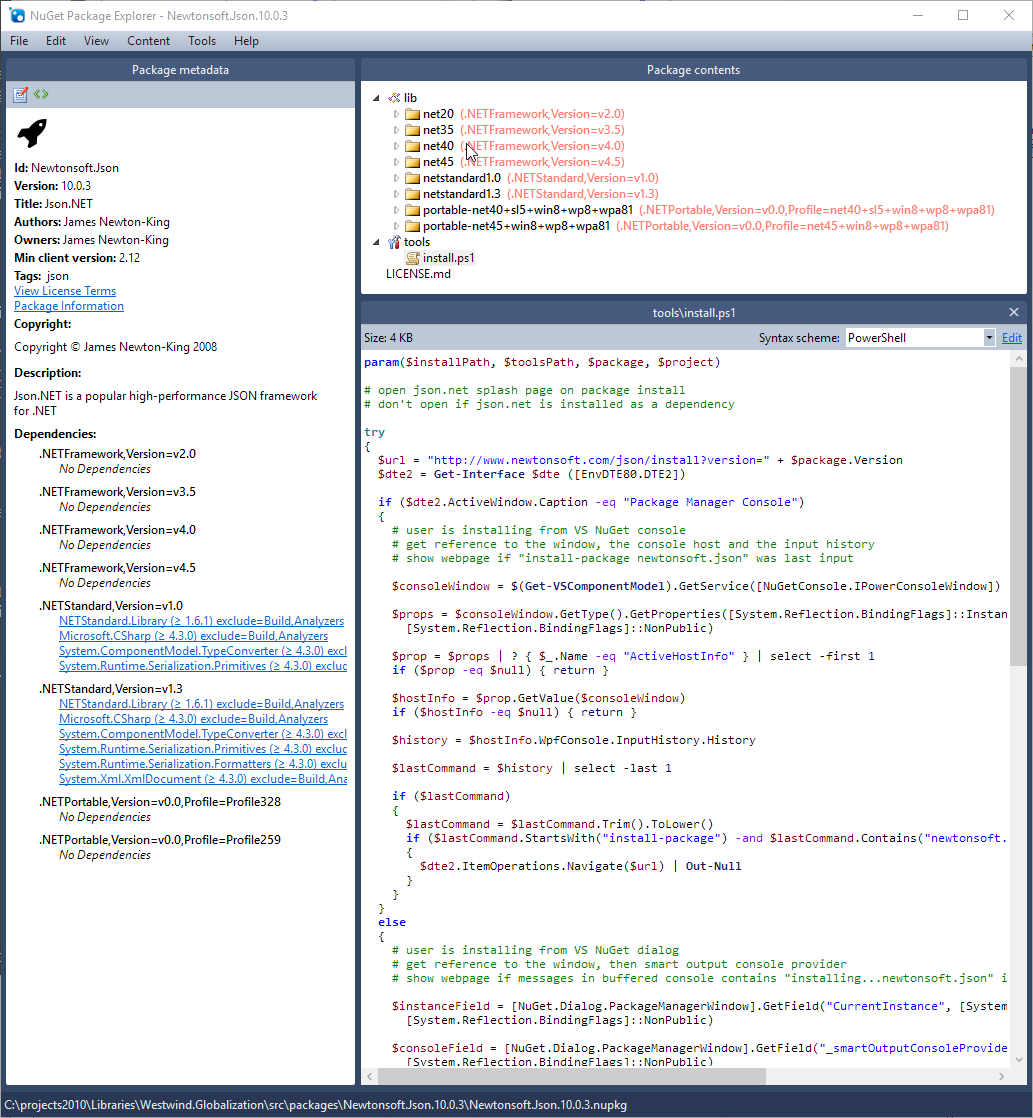 NuGet Package Explorer - Newtonsoft.Json.10.0.3
File Edit View Content Tools Help
Package metadata
Id: Newtonsoft.Json
Version: 10.0.3
Title: Json.NET
Authors: James Newton-King
Owners: James Newton-King
Min client version: 2.12
Tags: json
View License Terms
Package Information
Copyright:
Copyright © James Newton-King 2008
Description:
Json.NET is a popular high-performance JSON framework
for .NET
Dependencies:
.NETFramework,Version=v2.0
No Dependencies
.NETFramework,Version=v3.5
No Dependencies
.NETFramework,Version=v4.0
No Dependencies
.NETFramework,Version=v4.5
No Dependencies
.NETStandard,Version=v1.0
NETStandard.Library (≥ 1.6.1) exclude=Build,Analyzers
Microsoft.CSharp (≥ 4.3.0) exclude=Build,Analyzers
System.ComponentModel.TypeConverter (≥ 4.3.0) excl
System.Runtime.Serialization.Primitives (≥ 4.3.0) exclud
.NETStandard,Version=v1.3
NETStandard.Library (≥ 1.6.1) exclude=Build,Analyzers
Microsoft.CSharp (≥ 4.3.0) exclude=Build,Analyzers
System.ComponentModel.TypeConverter (≥ 4.3.0) excl
System.Runtime.Serialization.Primitives (≥ 4.3.0) exclud
System.Runtime.Serialization.Formatters (≥ 4.3.0) exclu
System.Xml.XmlDocument (≥ 4.3.0) exclude=Build,Ana
.NETPortable,Version=v0.0,Profile=Profile328
No Dependencies
.NETPortable,Version=v0.0,Profile=Profile259
No Dependencies
Package contents
lib
net20 (.NETFramework,Version=v2.0)
net35 (.NETFramework,Version=v3.5)
net40 (.NETFramework,Version=v4.0)
net45 (.NETFramework,Version=v4.5)
netstandard1.0 (.NETStandard,Version=v1.0)
netstandard1.3 (.NETStandard,Version=v1.3)
portable-net40+sl5+win8+wp8+wpa81 (.NETPortable,Version=v0.0,Profile=net40+sl5+win8+wp8+wpa81)
portable-net45+win8+wp8+wpa81 (.NETPortable,Version=v0.0,Profile=net45+win8+wp8+wpa81)
tools
install.ps1
LICENSE.md
tools\install.ps1
Size: 4 KB Syntax scheme: PowerShell Edit
param($installPath, $toolsPath, $package, $project)
# open json.net splash page on package install
# don't open if json.net is installed as a dependency
try
{
$url = "http://www.newtonsoft.com/json/install?version=" + $package.Version
$dte2 = Get-Interface $dte ([EnvDTE80.DTE2])
if ($dte2.ActiveWindow.Caption -eq "Package Manager Console")
{
# user is installing from VS NuGet console
# get reference to the window, the console host and the input history
# show webpage if "install-package newtonsoft.json" was last input
$consoleWindow = $(Get-VSComponentModel).GetService([NuGetConsole.IPowerConsoleWindow])
$props = $consoleWindow.GetType().GetProperties([System.Reflection.BindingFlags]::Instan
[System.Reflection.BindingFlags]::NonPublic)
$prop = $props | ? { $_.Name -eq "ActiveHostInfo" } | select -first 1
if ($prop -eq $null) { return }
$hostInfo = $prop.GetValue($consoleWindow)
if ($hostInfo -eq $null) { return }
$history = $hostInfo.WpfConsole.InputHistory.History
$lastCommand = $history | select -last 1
if ($lastCommand)
{
$lastCommand = $lastCommand.Trim().ToLower()
if ($lastCommand.StartsWith("install-package") -and $lastCommand.Contains("newtonsoft.
{
$dte2.ItemOperations.Navigate($url) | Out-Null
}
}
}
else
{
# user is installing from VS NuGet dialog
# get reference to the window, then smart output console provider
# show webpage if messages in buffered console contains "installing...newtonsoft.json" i
$instanceField = [NuGet.Dialog.PackageManagerWindow].GetField("CurrentInstance", [System
[System.Reflection.BindingFlags]::NonPublic)
$consoleField = [NuGet.Dialog.PackageManagerWindow].GetField("_smartOutputConsoleProvide
[System.Reflection.BindingFlags]::NonPublic)
C:\projects2010\Libraries\Westwind.Globalization\src\packages\Newtonsoft.Json.10.0.3\Newtonsoft.Json.10.0.3.nupkg